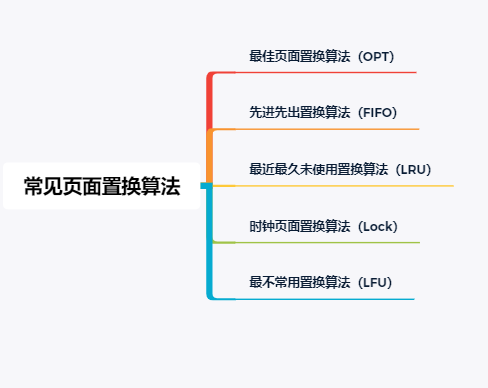 常见页面置换算法
最佳页面置换算法（OPT）
先进先出置换算法（FIFO）
最近最久未使用置换算法（LRU）
时钟页面置换算法（Lock）
最不常用置换算法（LFU）